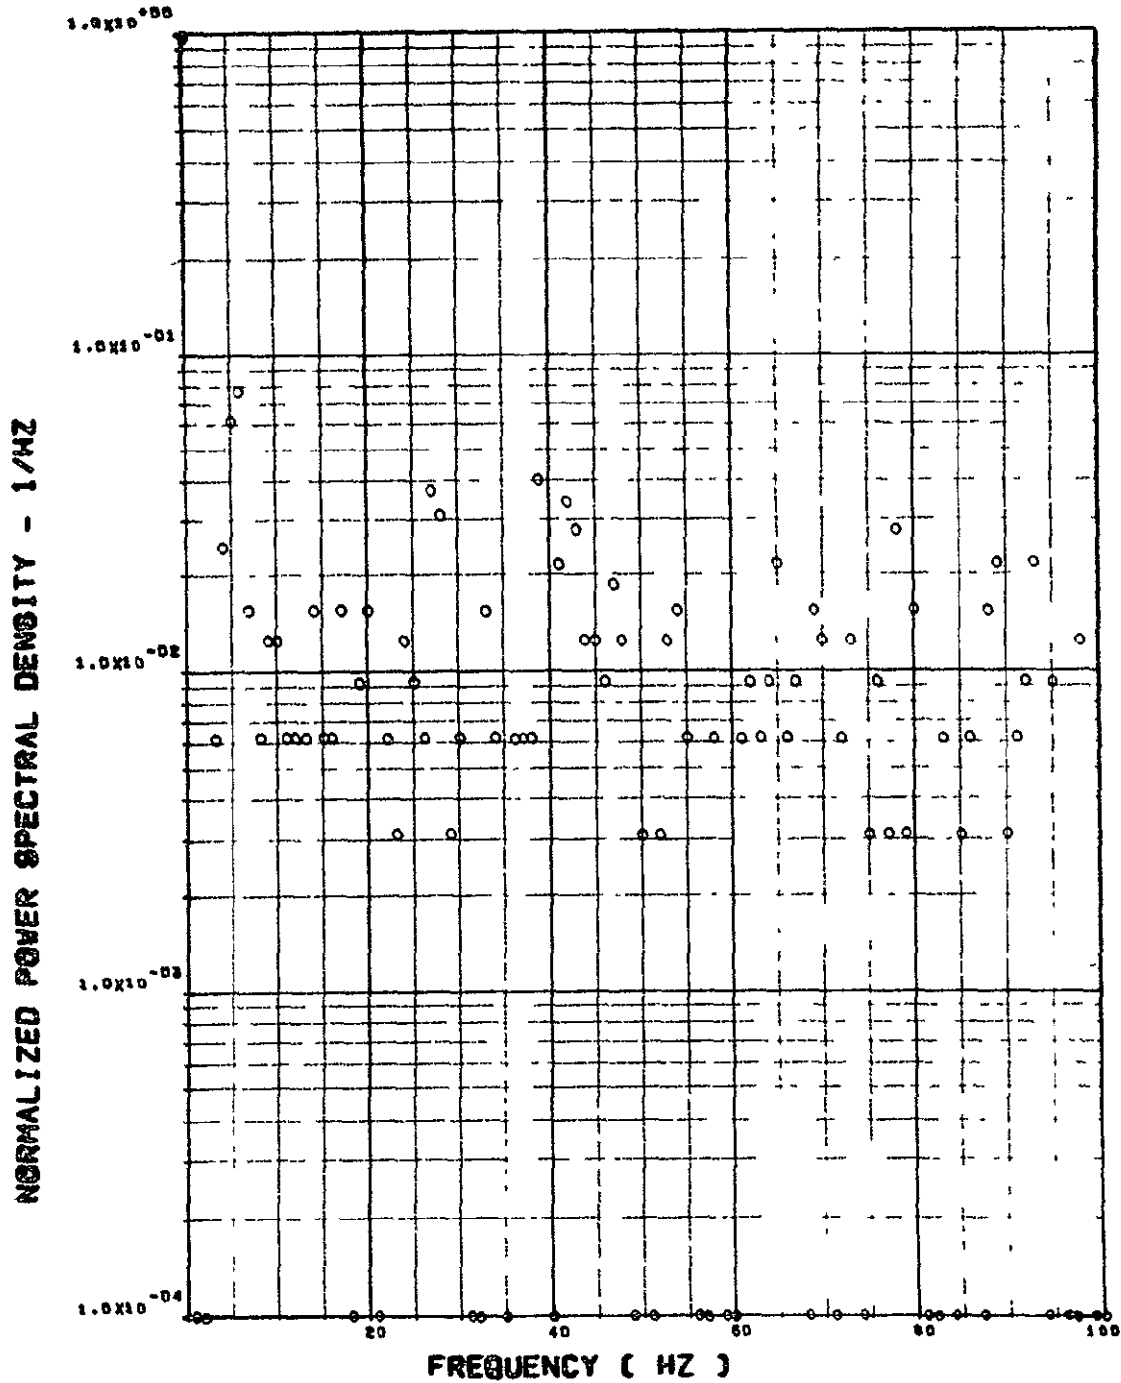 1.0X10+00
1.0X10-01
1.0X10-02
1.0X10-03
1.0X10-04
NORMALIZED POWER SPECTRAL DENSITY - 1/HZ
20 40 60 80 100
FREQUENCY ( HZ )